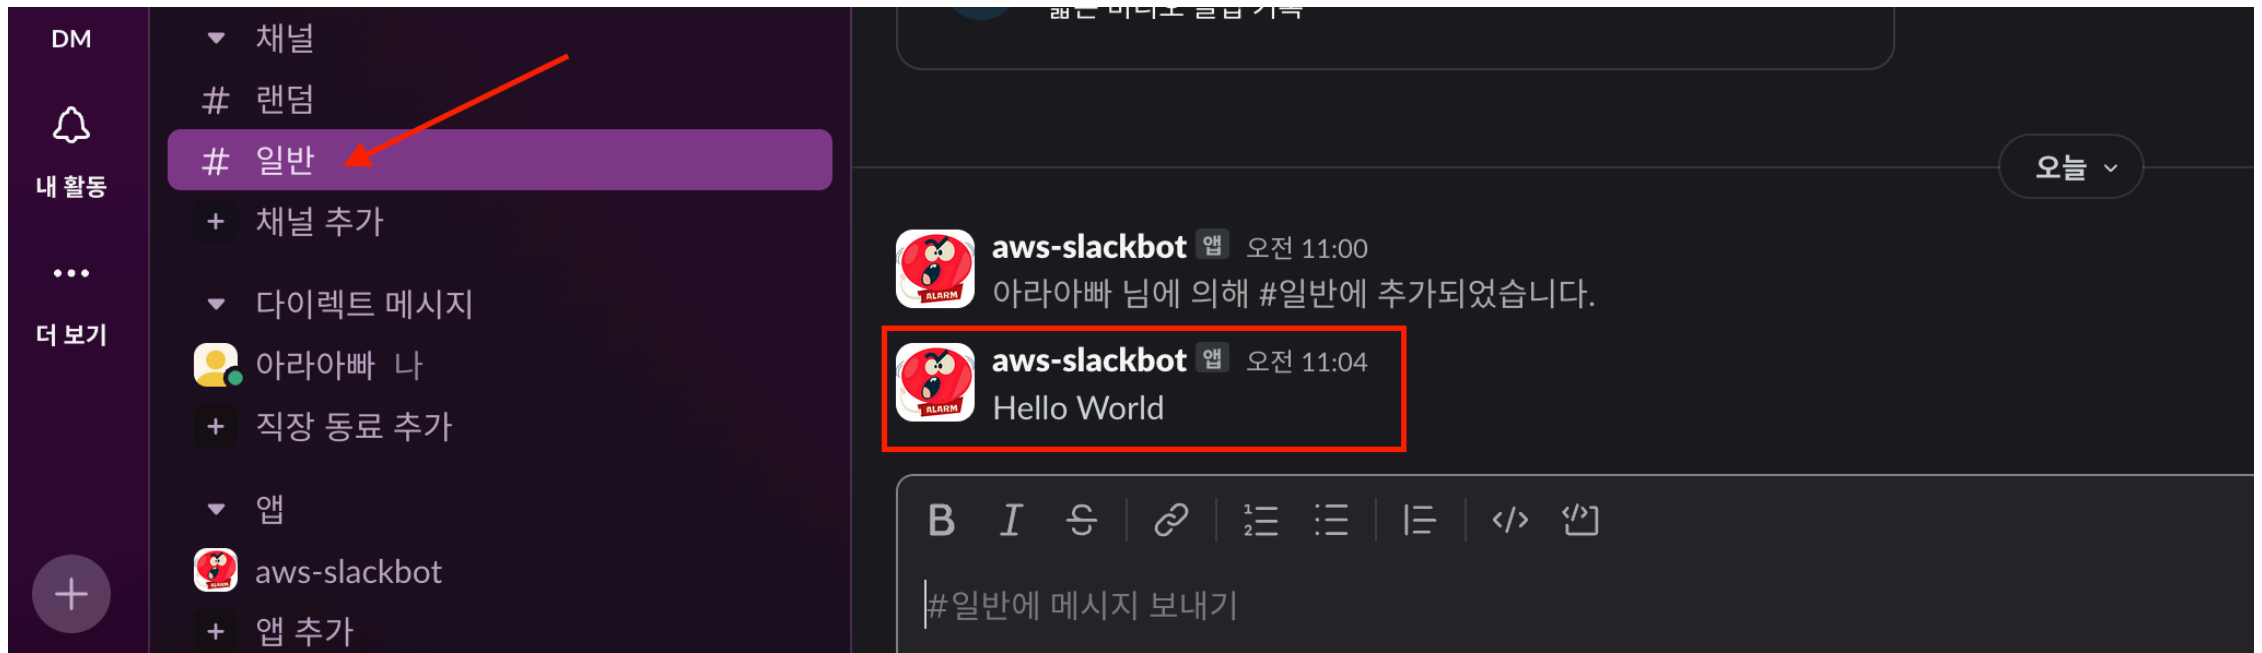 DM
내 활동
더 보기
채널
# 랜덤
# 일반
+ 채널 추가
다이렉트 메시지
아라아빠 나
+ 직장 동료 추가
앱
aws-slackbot
+ 앱 추가
오늘
aws-slackbot 앱 오전 11:00
아라아빠 님에 의해 #일반에 추가되었습니다.
ALARM
aws-slackbot 앱 오전 11:04
Hello World
ALARM
#일반에 메시지 보내기